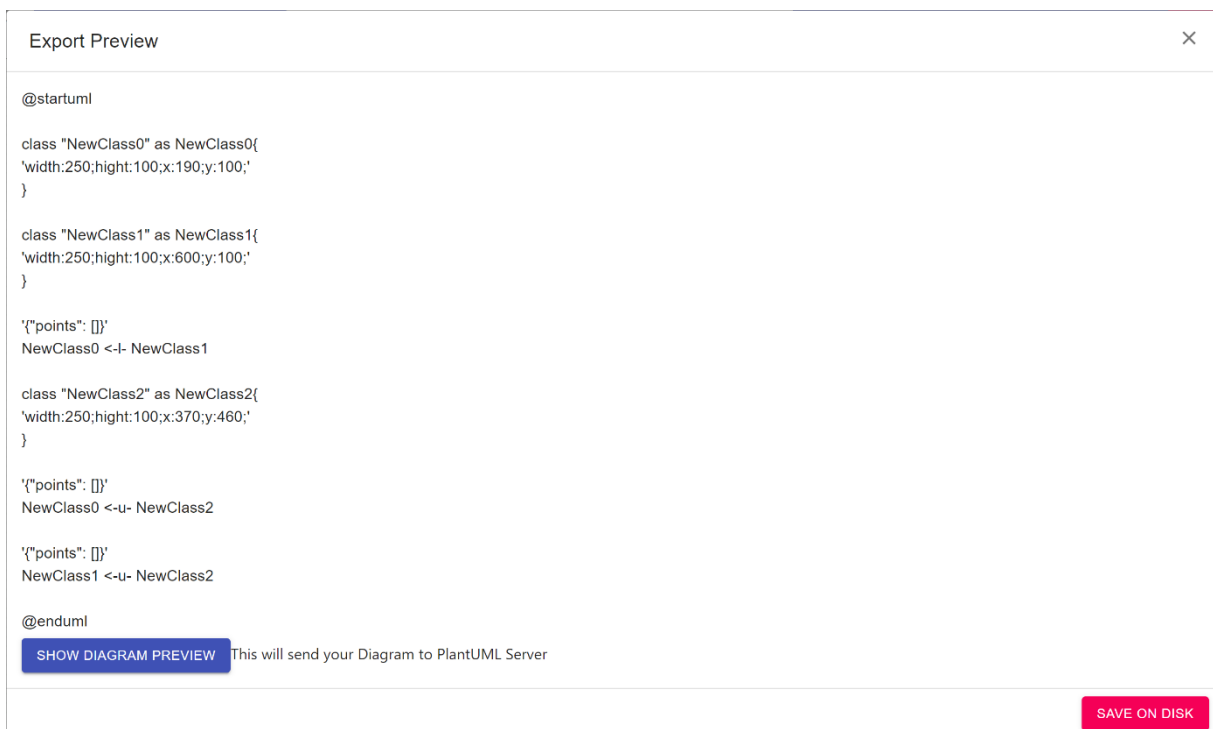 Export Preview
@startuml
class "NewClass0" as NewClass0{
'width:250;hight:100;x:190;y:100;'
}
class "NewClass1" as NewClass1{
'width:250;hight:100;x:600;y:100;'
}
'{"points": []}'
NewClass0 <-l- NewClass1
class "NewClass2" as NewClass2{
'width:250;hight:100;x:370;y:460;'
}
'{"points": []}'
NewClass0 <-u- NewClass2
'{"points": []}'
NewClass1 <-u- NewClass2
@enduml
SHOW DIAGRAM PREVIEW This will send your Diagram to PlantUML Server
SAVE ON DISK